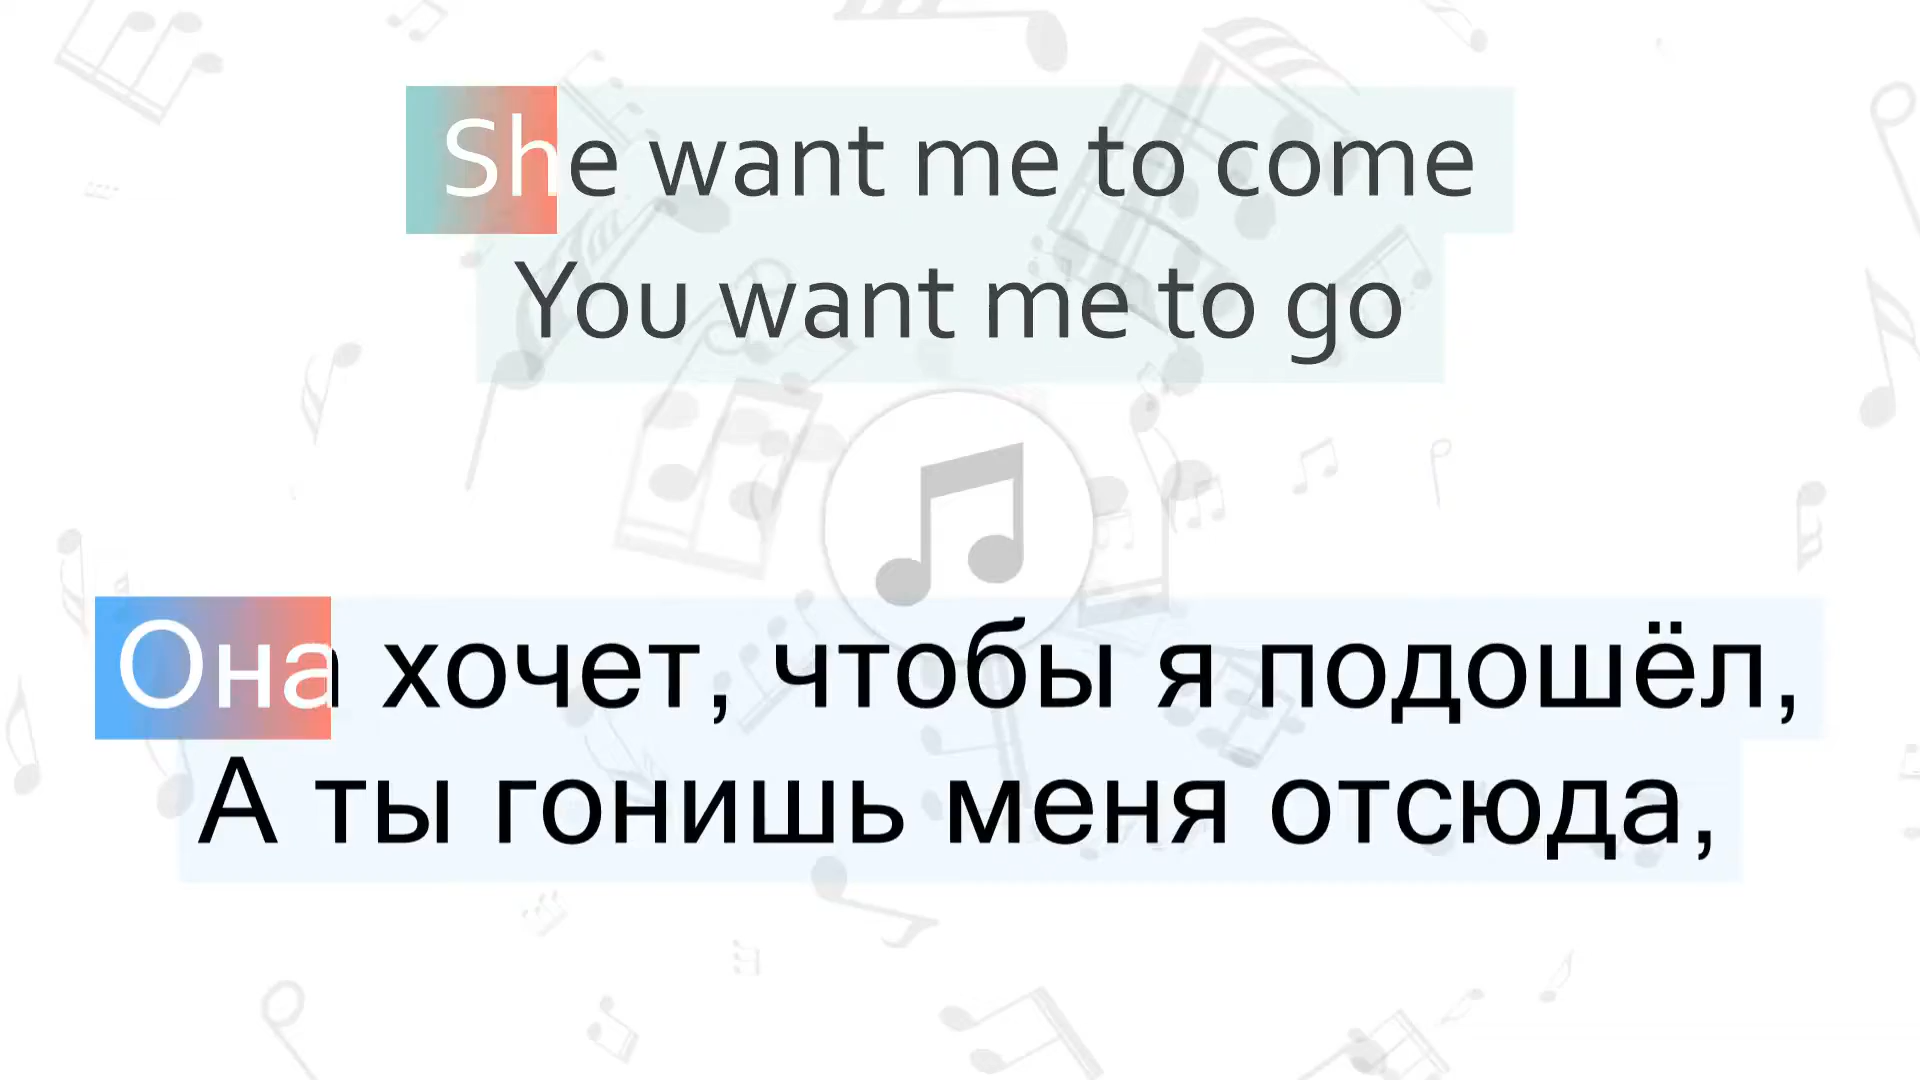 She want me to come
You want me to go
Она хочет, чтобы я подошёл,
А ты гонишь меня отсюда,